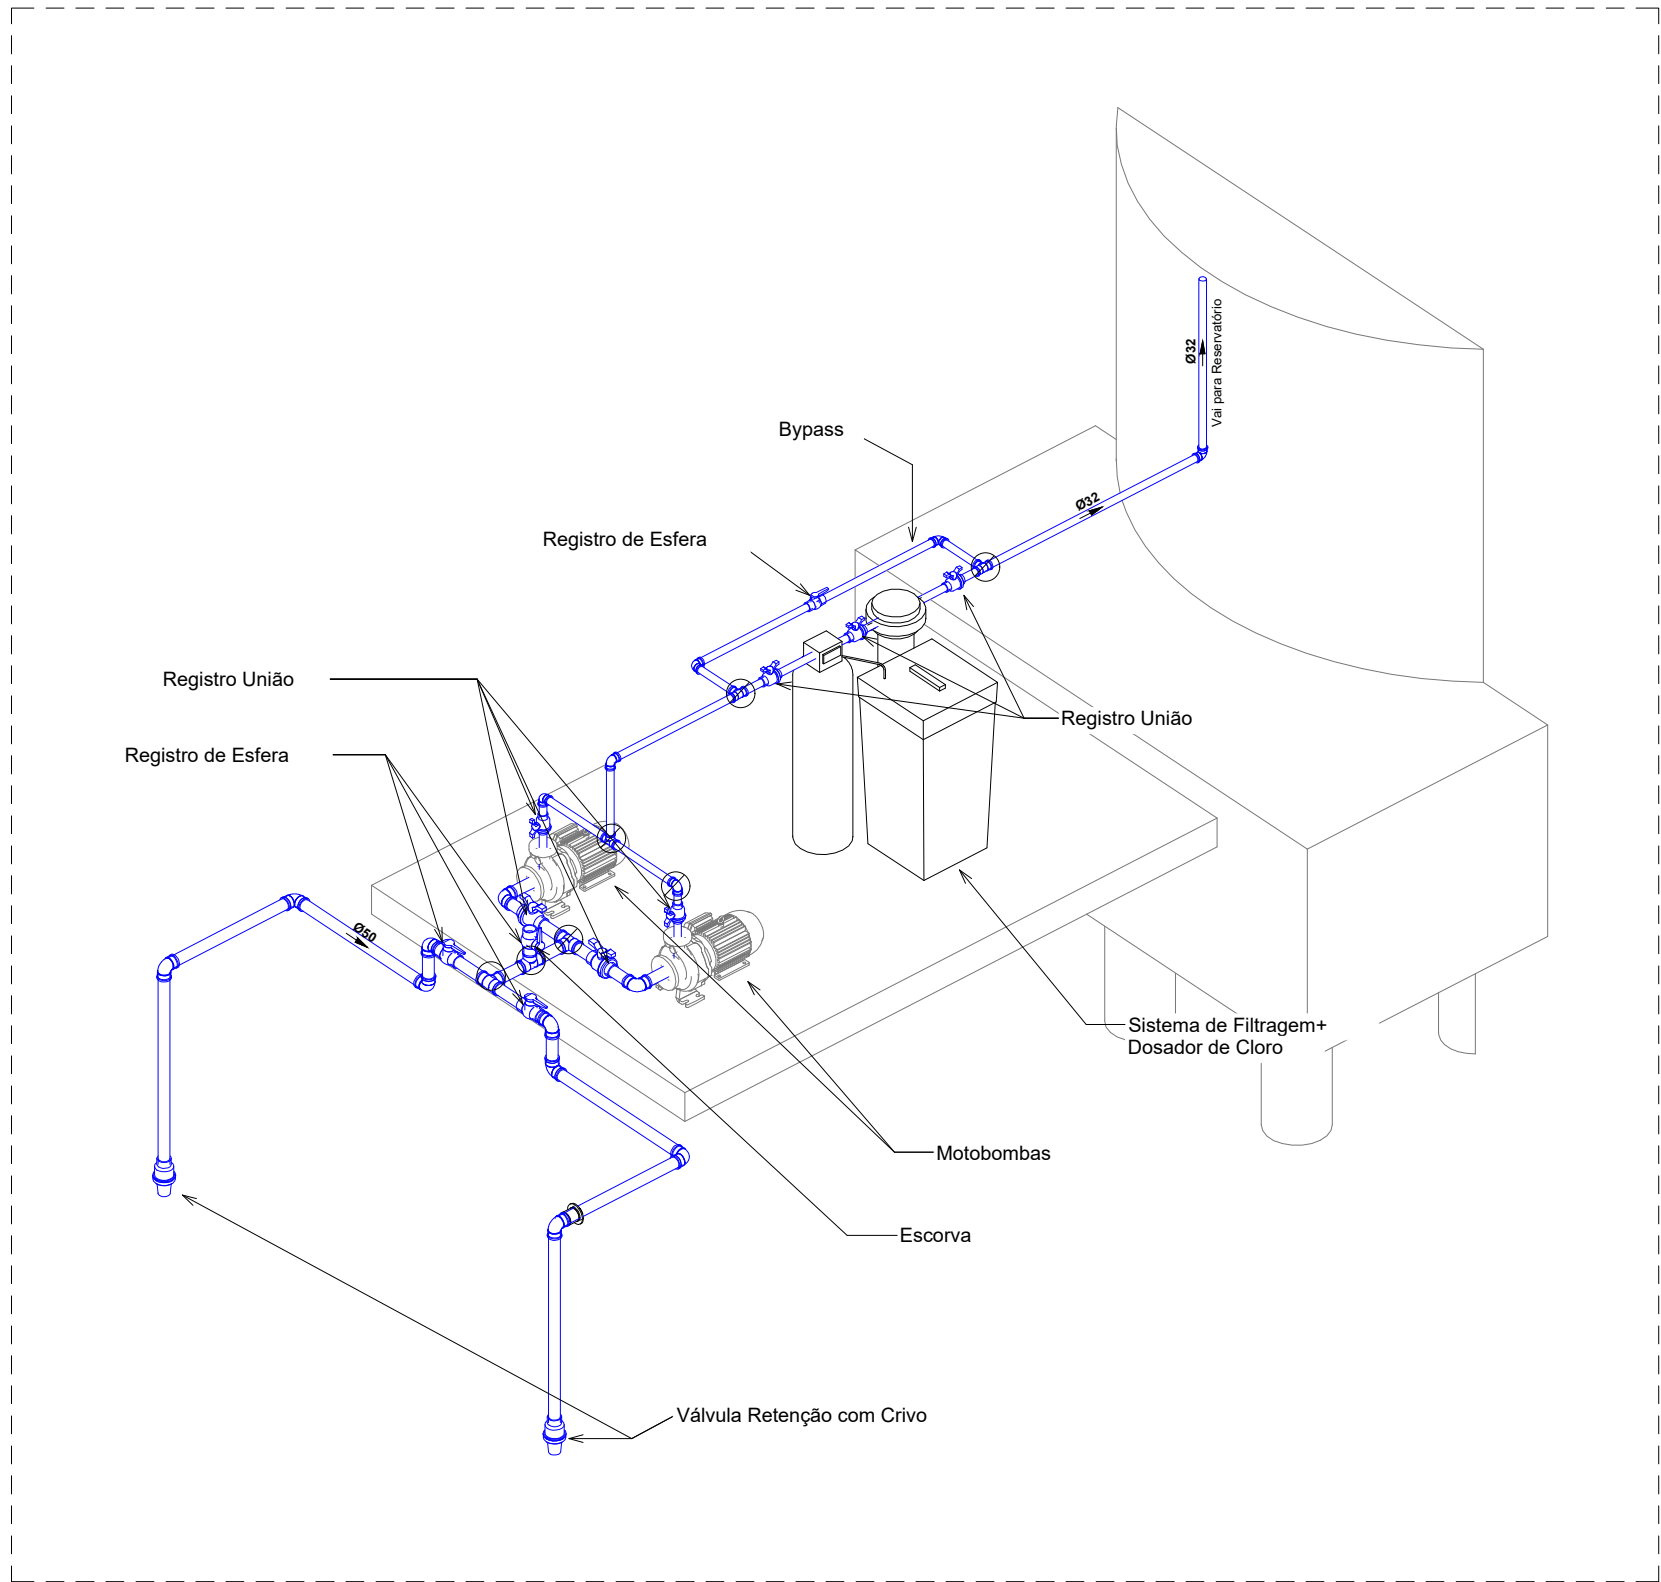 Vai para Reservatório
Ø32
Bypass
Ø32
Registro de Esfera
Registro União
Registro União
Registro de Esfera
Ø50
Sistema de Filtragem+
Dosador de Cloro
Motobombas
Escorva
Válvula Retenção com Crivo